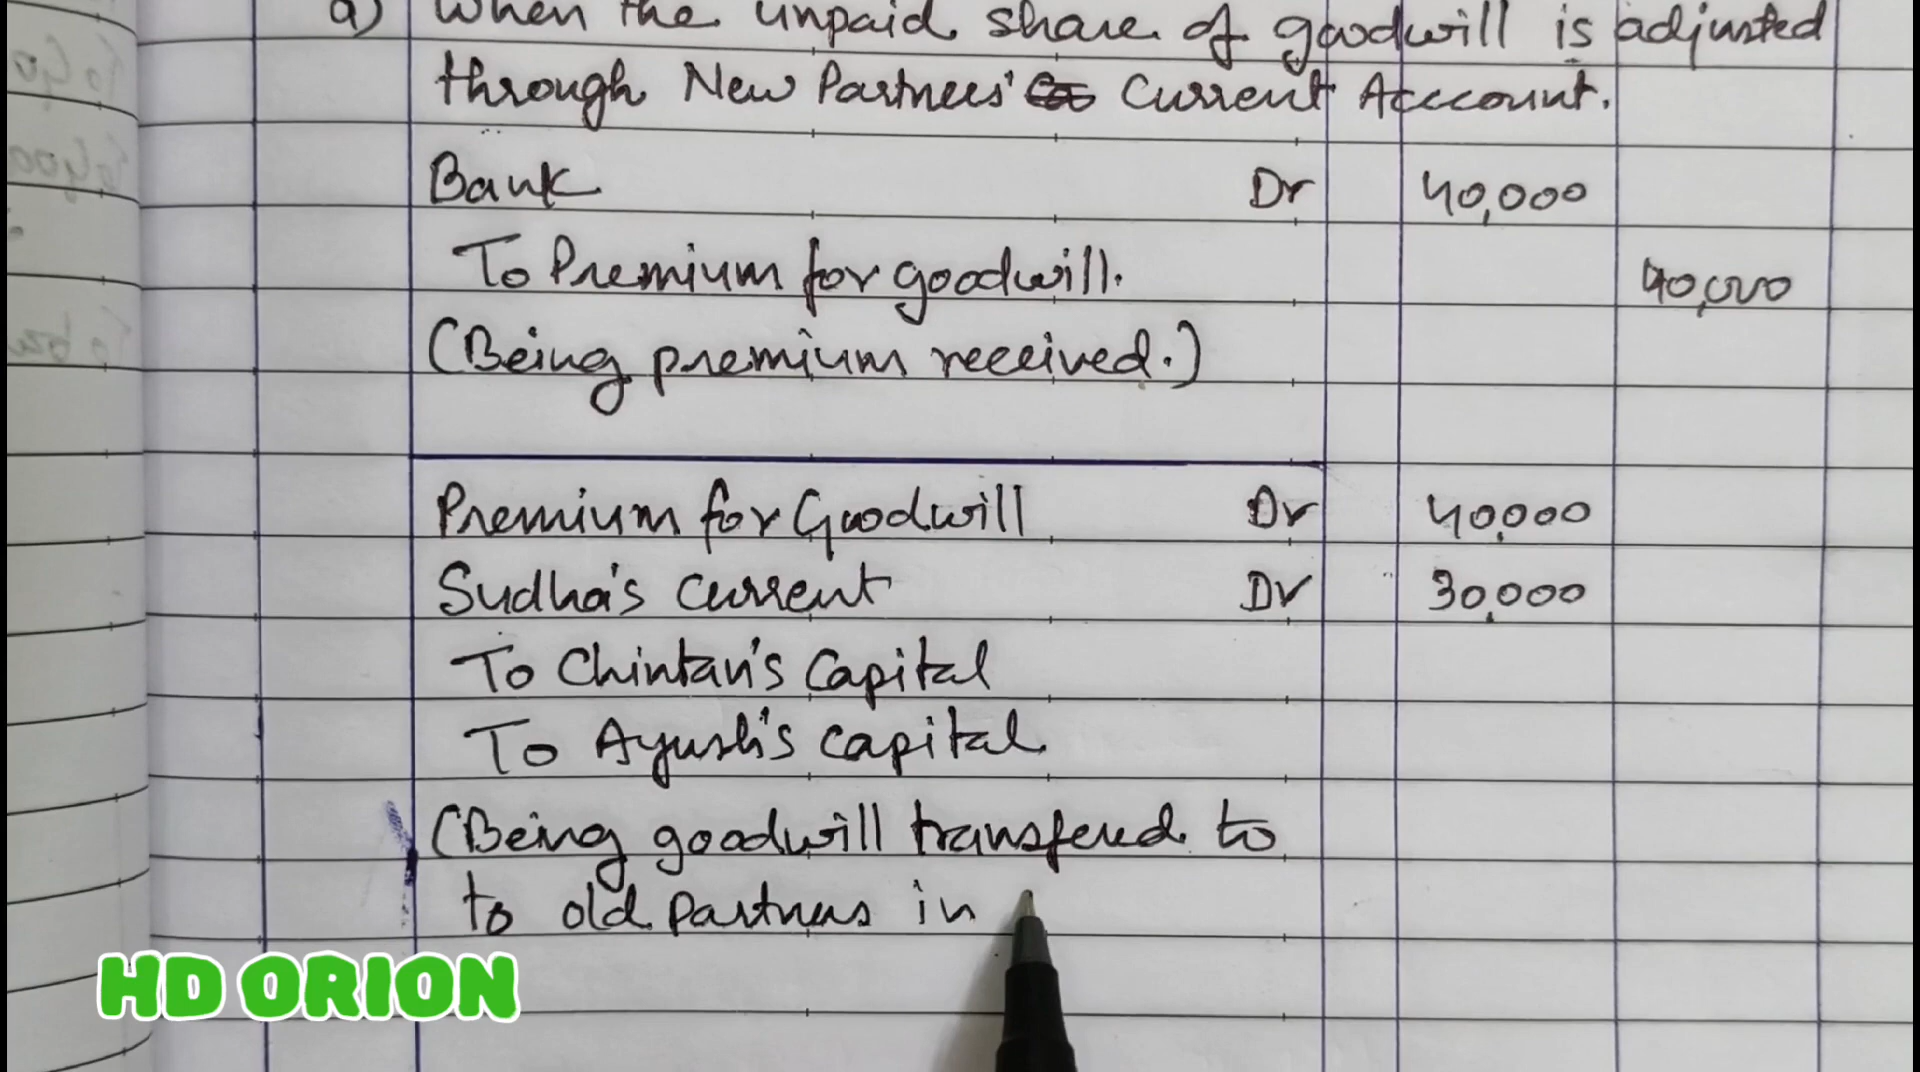 a) When the unpaid share of goodwill is adjusted
through New Partners' Current Acccount.
Bank Dr 40,000
To Premium for goodwill. 40,000
(Being premium received.)
Premium for Goodwill Dr 40,000
Sudha's current Dr 30,000
To Chintan's Capital
To Ayush's capital
(Being goodwill transfered to
to old partners in
HD ORION